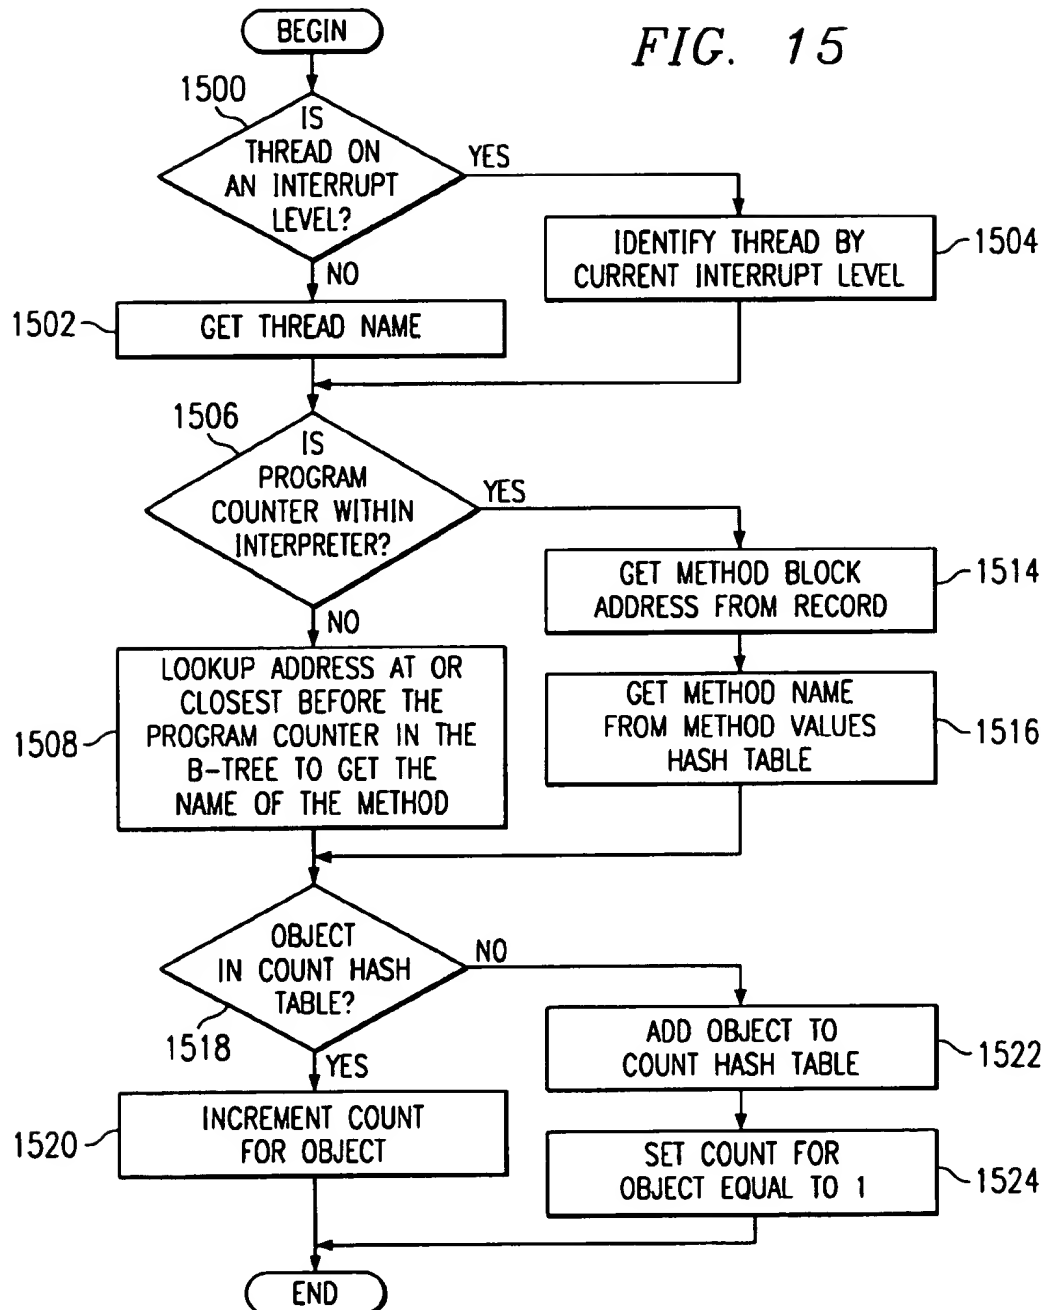 BEGIN
FIG. 15
1500
IS
THREAD ON
AN INTERRUPT
LEVEL?
YES
NO
IDENTIFY THREAD BY
CURRENT INTERRUPT LEVEL
1504
1502
GET THREAD NAME
1506
IS
PROGRAM
COUNTER WITHIN
INTERPRETER?
YES
NO
GET METHOD BLOCK
ADDRESS FROM RECORD
1514
GET METHOD NAME
FROM METHOD VALUES
HASH TABLE
1516
1508
LOOKUP ADDRESS AT OR
CLOSEST BEFORE THE
PROGRAM COUNTER IN THE
B-TREE TO GET THE
NAME OF THE METHOD
OBJECT
IN COUNT HASH
TABLE?
NO
1518
YES
ADD OBJECT TO
COUNT HASH TABLE
1522
1520
INCREMENT COUNT
FOR OBJECT
SET COUNT FOR
OBJECT EQUAL TO 1
1524
END